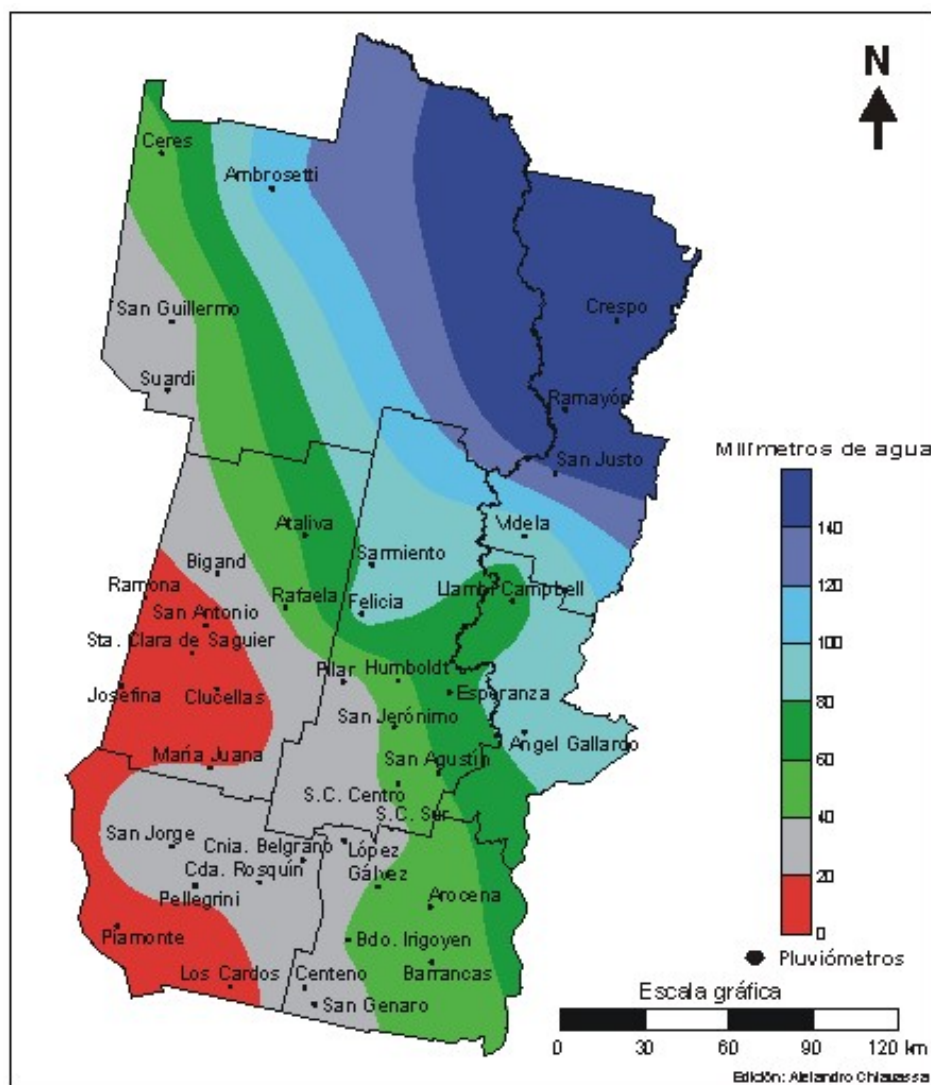 N
Ceres
Ambrosetti
San Guillermo
Crespo
Suardi
Ramayón
Milímetros de agua
San Justo
Ataliva
Videla
140
Sarmiento
Bigand
120
Ramona
Rafaela
Felicia
Llambi Campbell
San Antonio
100
Sta. Clara de Saguier
Pilar
Humboldt
80
Josefina
Clucellas
Esperanza
San Jerónimo
Angel Gallardo
María Juana
San Agustín
60
S.C. Centro
S.C. Sur
40
San Jorge
Cnia. Belgrano
López
Cda. Rosquín
Gálvez
20
Pellegrini
Arocena
Piamonte
Bdo. Irigoyen
0
Pluviómetros
Los Cardos
Centeno
Barrancas
San Genaro
Escala gráfica
0 30 60 90 120 km
Edición: Alejandro Chiavassa